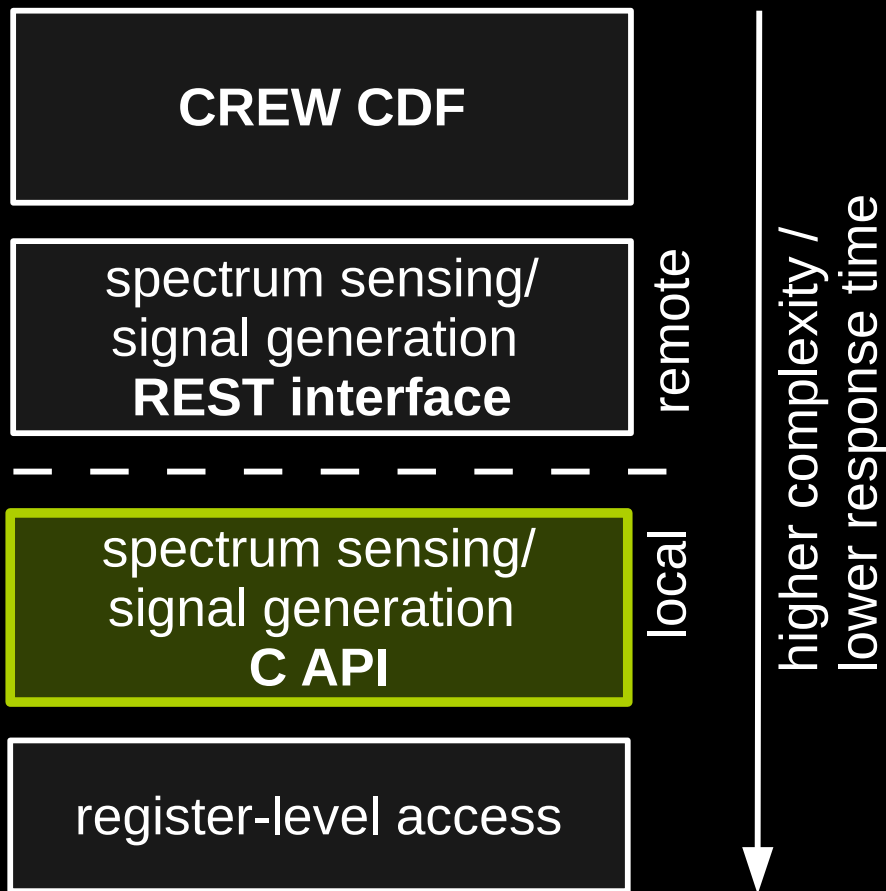 CREW CDF
spectrum sensing/
signal generation
REST interface
remote
spectrum sensing/
signal generation
C API
local
register-level access
higher complexity /
lower response time